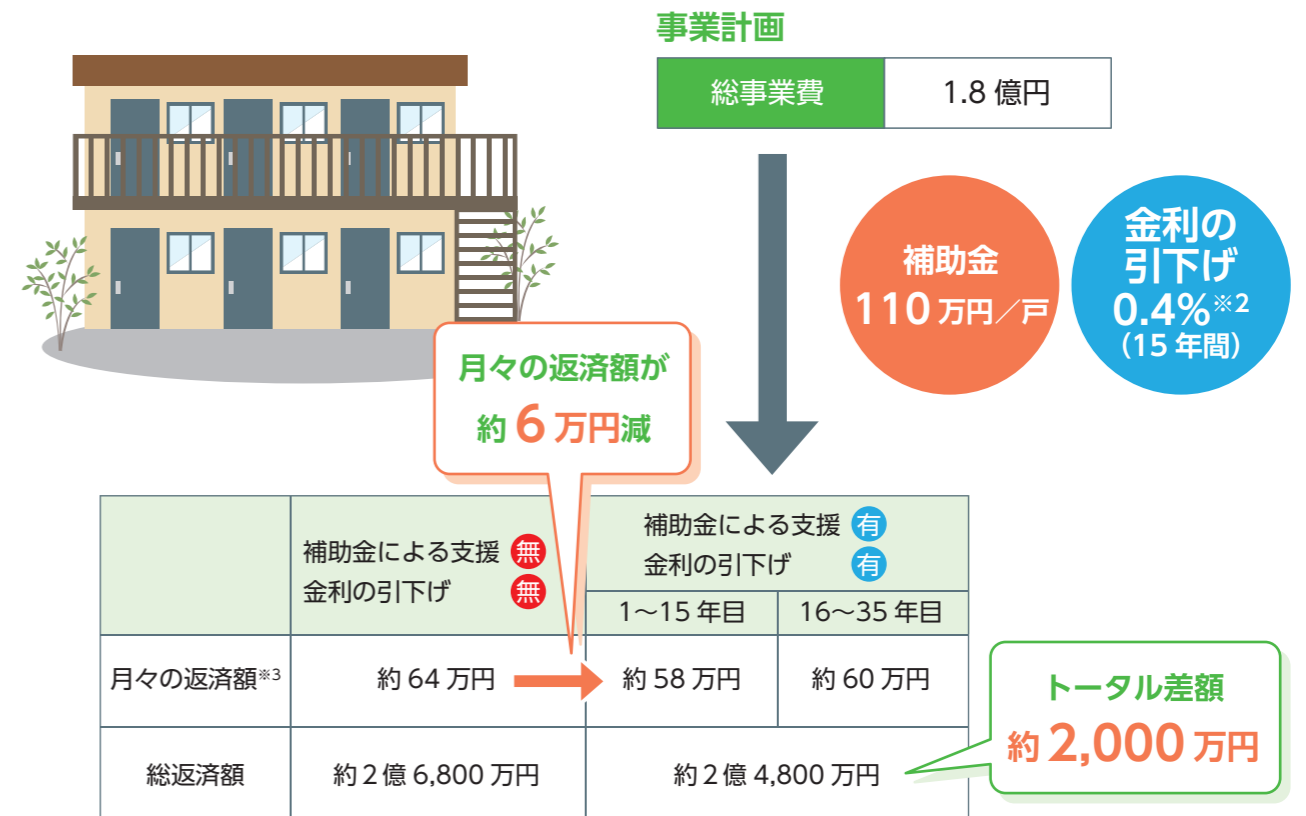 事業計画
総事業費 1.8 億円
補助金
110 万円／戸
金利の
引下げ
0.4%※2
（15 年間）
月々の返済額が
約 6 万円減
補助金による支援 無
金利の引下げ 無
補助金による支援 有
金利の引下げ 有
1～15 年目 16～35 年目
月々の返済額※3 約 64 万円 約 58 万円 約 60 万円
総返済額 約 2 億 6,800 万円 約 2 億 4,800 万円
トータル差額
約 2,000 万円